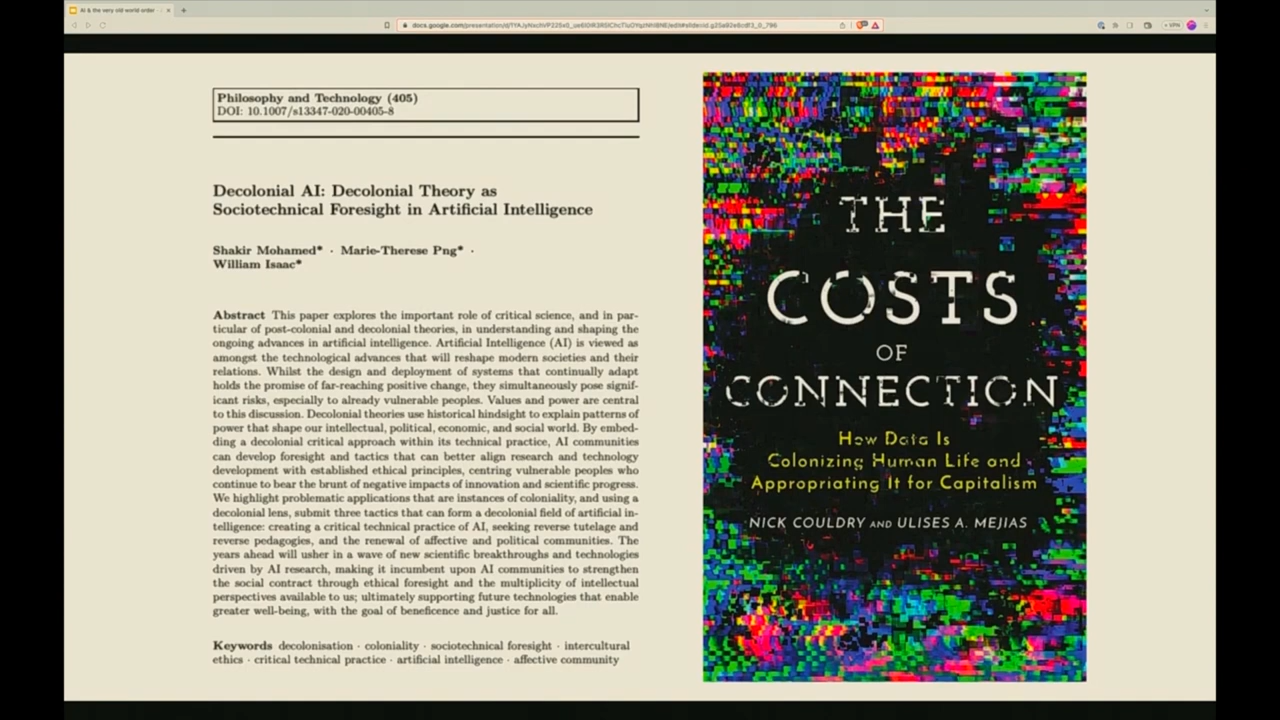 AI & the very old world order
Philosophy and Technology (405)
DOI: 10.1007/s13347-020-00405-8
Decolonial AI: Decolonial Theory as
Sociotechnical Foresight in Artificial Intelligence
Shakir Mohamed* · Marie-Therese Png* ·
William Isaac*
Abstract This paper explores the important role of critical science, and in par-
ticular of post-colonial and decolonial theories, in understanding and shaping the
ongoing advances in artificial intelligence. Artificial Intelligence (AI) is viewed as
amongst the technological advances that will reshape modern societies and their
relations. Whilst the design and deployment of systems that continually adapt
holds the promise of far-reaching positive change, they simultaneously pose signif-
icant risks, especially to already vulnerable peoples. Values and power are central
to this discussion. Decolonial theories use historical hindsight to explain patterns of
power that shape our intellectual, political, economic, and social world. By embed-
ding a decolonial critical approach within its technical practice, AI communities
can develop foresight and tactics that can better align research and technology
development with established ethical principles, centring vulnerable peoples who
continue to bear the brunt of negative impacts of innovation and scientific progress.
We highlight problematic applications that are instances of coloniality, and using a
decolonial lens, submit three tactics that can form a decolonial field of artificial in-
telligence: creating a critical technical practice of AI, seeking reverse tutelage and
reverse pedagogies, and the renewal of affective and political communities. The
years ahead will usher in a wave of new scientific breakthroughs and technologies
driven by AI research, making it incumbent upon AI communities to strengthen
the social contract through ethical foresight and the multiplicity of intellectual
perspectives available to us; ultimately supporting future technologies that enable
greater well-being, with the goal of beneficence and justice for all.
Keywords decolonisation · coloniality · sociotechnical foresight · intercultural
ethics · critical technical practice · artificial intelligence · affective community
THE
COSTS
OF
CONNECTION
How Data Is
Colonizing Human Life and
Appropriating It for Capitalism
NICK COULDRY AND ULISES A. MEJIAS